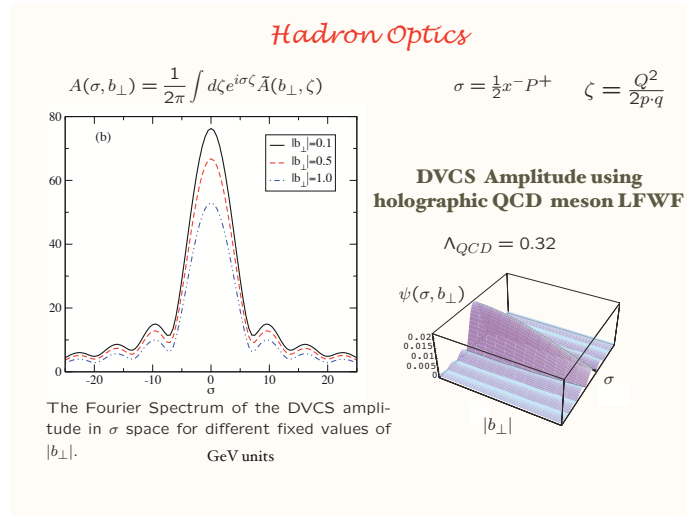 Hadron Optics
A(σ, b⊥) = 1/2π ∫ dζ e^{iσζ} Ã(b⊥, ζ)
σ = ½x⁻P⁺   ζ = Q²/2p·q
80
60
40
20
0
(b)
|b⊥|=0.1
|b⊥|=0.5
|b⊥|=1.0
-20 -10 0 10 20
σ
DVCS Amplitude using
holographic QCD meson LFWF
Λ_{QCD} = 0.32
ψ(σ, b⊥)
0.02
0.015
0.01
0.005
0
σ
|b⊥|
The Fourier Spectrum of the DVCS ampli-
tude in σ space for different fixed values of
|b⊥|.
GeV units